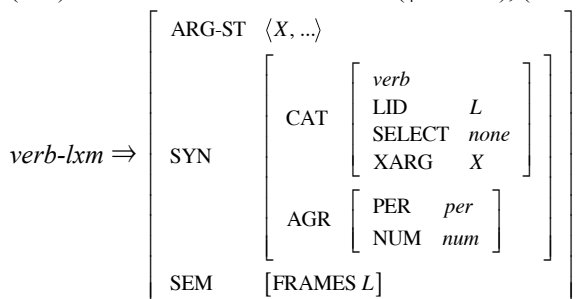 ARG-ST ⟨X, ...⟩
verb
LID L
CAT
SELECT none
XARG X
verb-lxm ⇒ SYN
PER per
AGR
NUM num
SEM [FRAMES L]